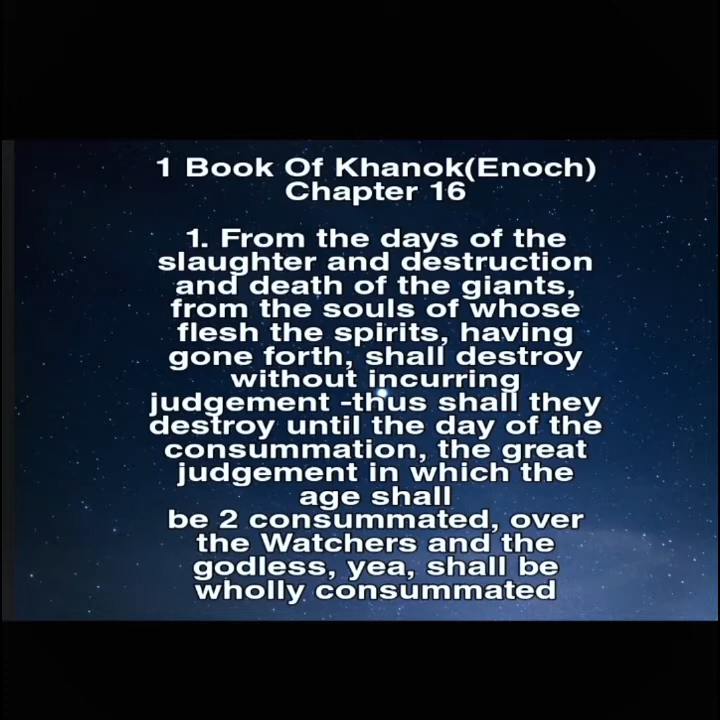 1 Book Of Khanok(Enoch)
Chapter 16
1. From the days of the
slaughter and destruction
and death of the giants,
from the souls of whose
flesh the spirits, having
gone forth, shall destroy
without incurring
judgement -thus shall they
destroy until the day of the
consummation, the great
judgement in which the
age shall
be 2 consummated, over
the Watchers and the
godless, yea, shall be
wholly consummated